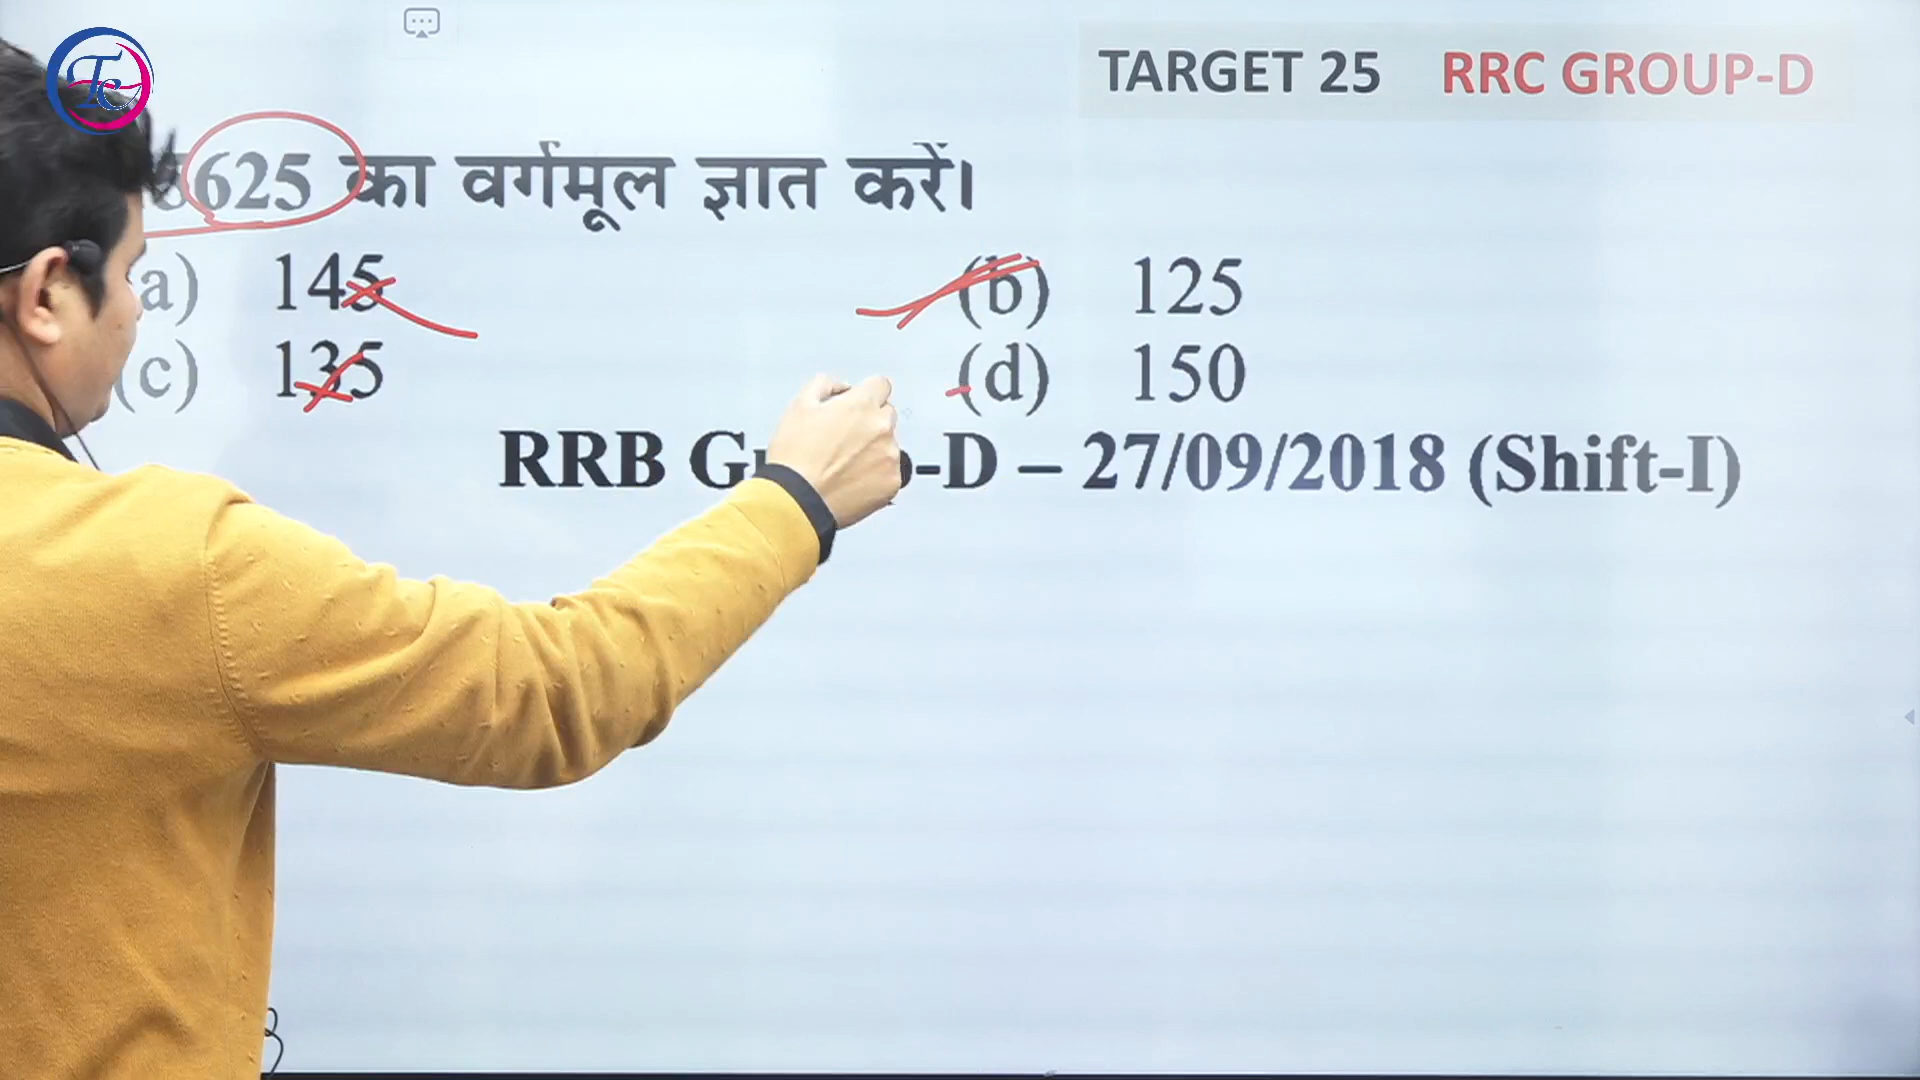 TARGET 25 RRC GROUP-D
625 का वर्गमूल ज्ञात करें।
(a) 145 (b) 125
(c) 135 (d) 150
RRB – 27/09/2018 (Shift-I)